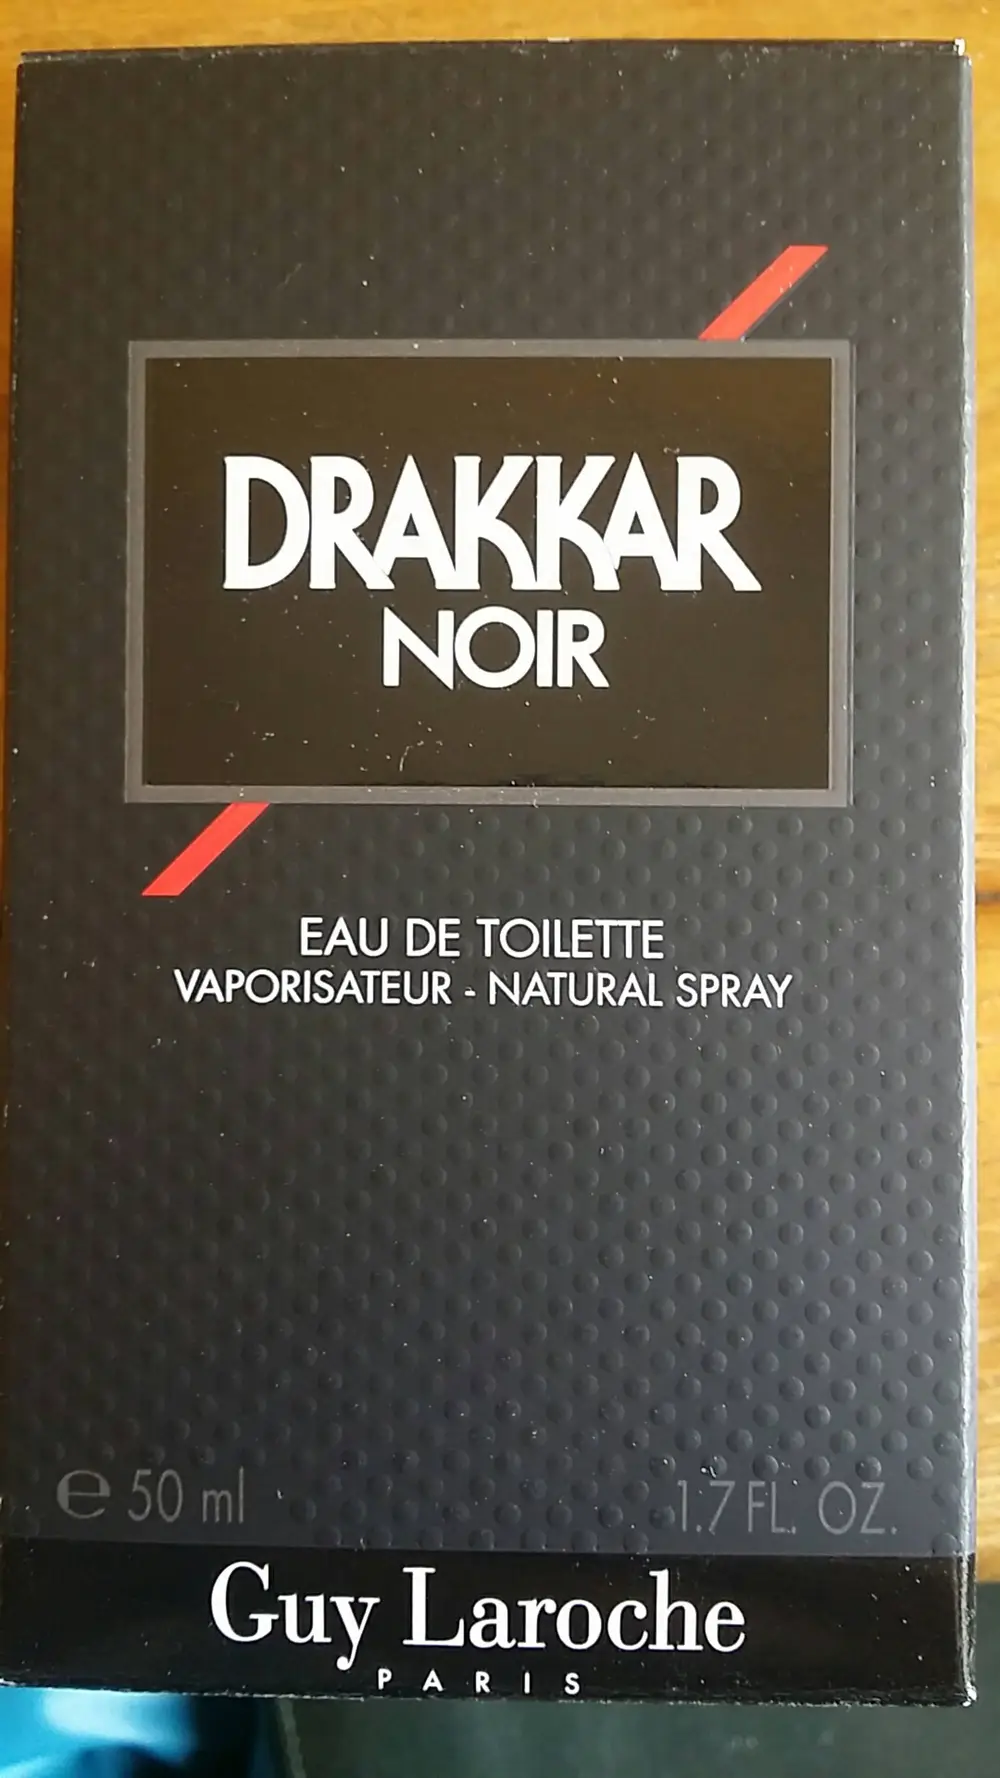 DRAKKAR
NOIR
EAU DE TOILETTE
VAPORISATEUR - NATURAL SPRAY
℮ 50 ml 1.7 FL. OZ.
Guy Laroche
PARIS